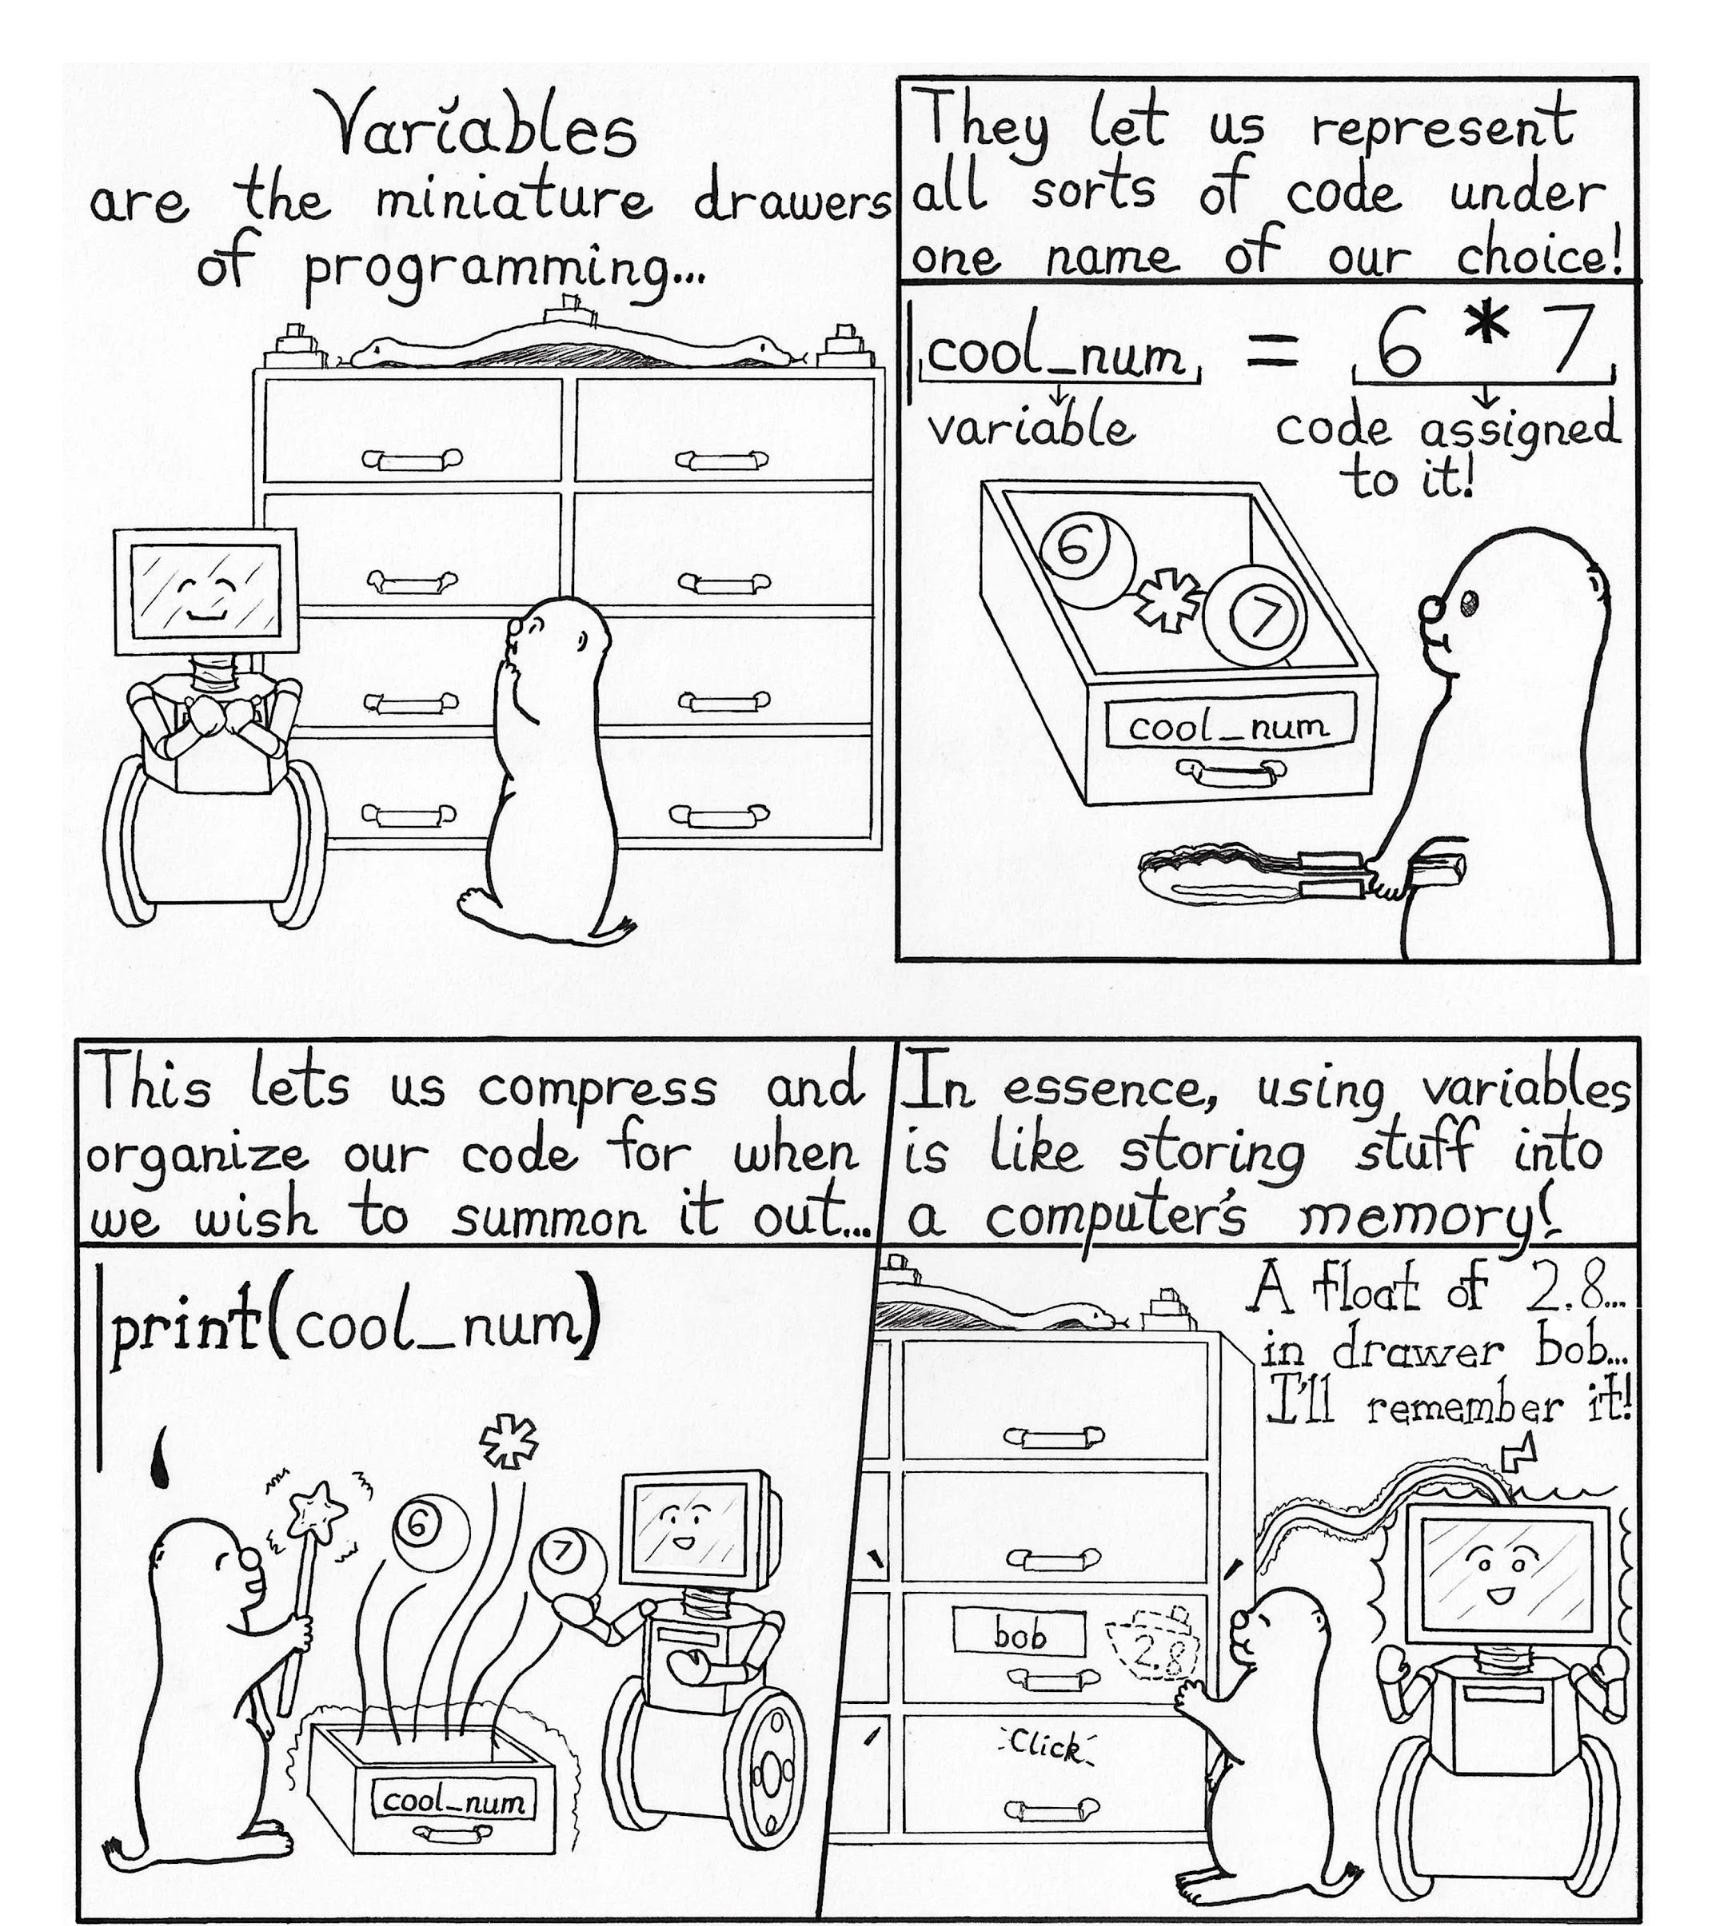 Variables
are the miniature drawers
of programming...
They let us represent
all sorts of code under
one name of our choice!
cool_num = 6 * 7
variable
code assigned
to it!
6 * 7
cool_num
This lets us compress and
organize our code for when
we wish to summon it out...
print(cool_num)
*
6
7
cool_num
In essence, using variables
is like storing stuff into
a computer's memory!
A float of 2.8...
in drawer bob...
I'll remember it!
bob
2.8
Click